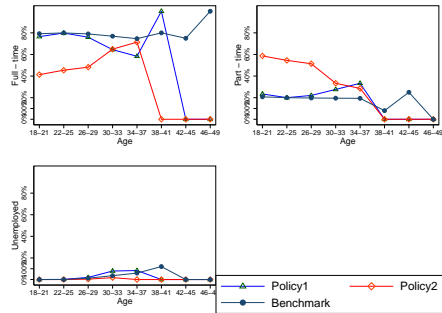 Full − time
0%10%
20%
40%
60%
80%
18−21 22−25 26−29 30−33 34−37 38−41 42−45 46−49
Age
Part − time
0%10%
20%
40%
60%
80%
18−21 22−25 26−29 30−33 34−37 38−41 42−45 46−49
Age
Unemployed
20%
40%
60%
80%
18−21 22−25 26−29 30−33 34−37 38−41 42−45 46−4
Age
Policy1
Policy2
Benchmark